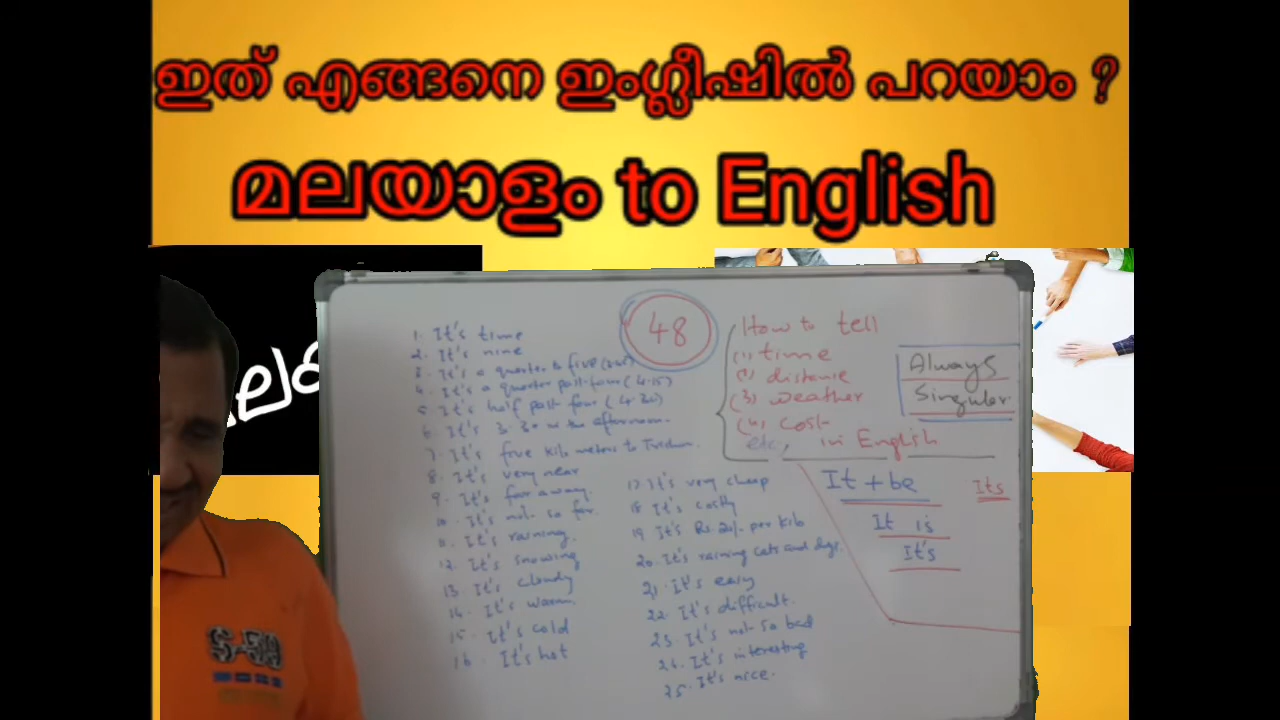 ഇത് എങ്ങനെ ഇംഗ്ലീഷിൽ പറയാം ?
മലയാളം to English
48
1. It's time
2. It's nine
3. It's a quarter to five
4. It's a quarter past four (4.15)
5. It's half past four (4.30)
6. It's 3.30 in the afternoon.
7. It's five kilo meters to
8. It's very near
9. It's far away.
10. It's not so far.
11. It's raining.
12. It's snowing
13. It's cloudy
14. It's warm
15. It's cold
16. It's hot
17 It's very cheap
18 It's costly
19 It's Rs. 20/- per kilo
20. It's raining cats and dogs.
21. It's easy
22. It's difficult.
23. It's not so bad
24. It's interesting
25. It's nice.
How to tell
(1) time
(2) distance
(3) weather
(4) cost
etc., in English
Always
Singular
It + be
Its
It is
It's